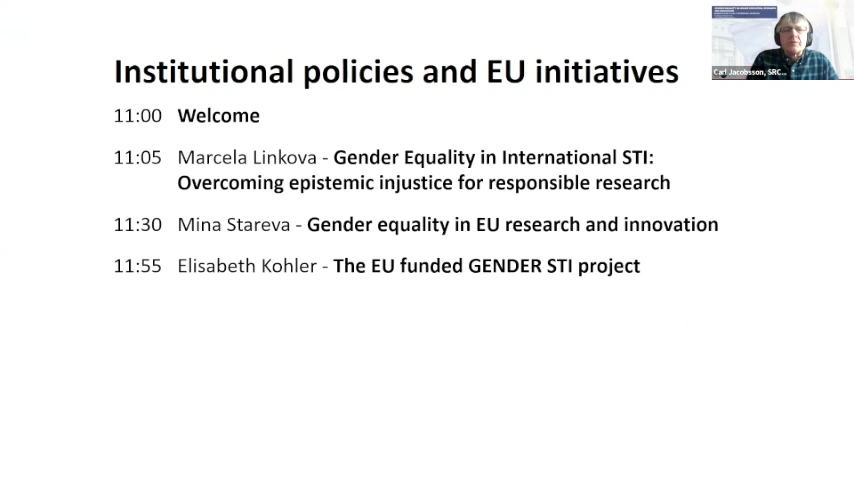 Institutional policies and EU initiatives
11:00 Welcome
11:05 Marcela Linkova - Gender Equality in International STI:
Overcoming epistemic injustice for responsible research
11:30 Mina Stareva - Gender equality in EU research and innovation
11:55 Elisabeth Kohler - The EU funded GENDER STI project
Carl Jacobsson, SRC...